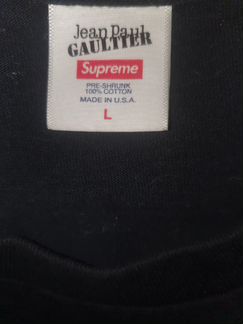 Jean Paul
GAULTIER
Supreme
PRE-SHRUNK
100% COTTON
MADE IN U.S.A.
L